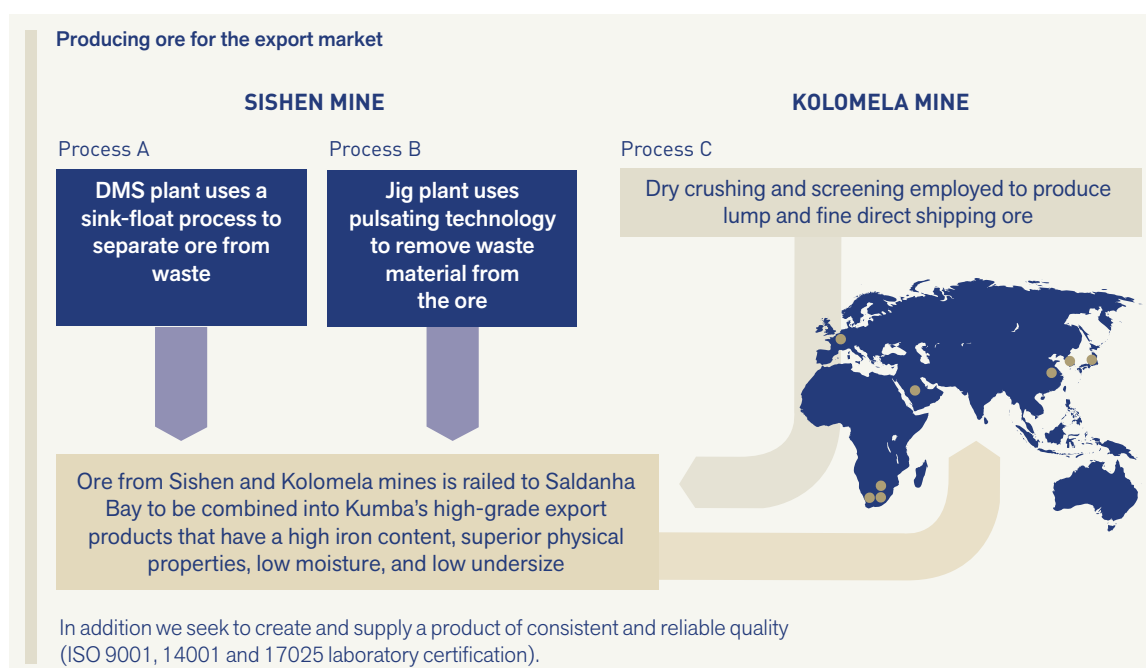 Producing ore for the export market
SISHEN MINE
KOLOMELA MINE
Process A
Process B
Process C
DMS plant uses a
sink-float process to
separate ore from
waste
Jig plant uses
pulsating technology
to remove waste
material from
the ore
Dry crushing and screening employed to produce
lump and fine direct shipping ore
Ore from Sishen and Kolomela mines is railed to Saldanha
Bay to be combined into Kumba’s high-grade export
products that have a high iron content, superior physical
properties, low moisture, and low undersize
In addition we seek to create and supply a product of consistent and reliable quality
(ISO 9001, 14001 and 17025 laboratory certification).